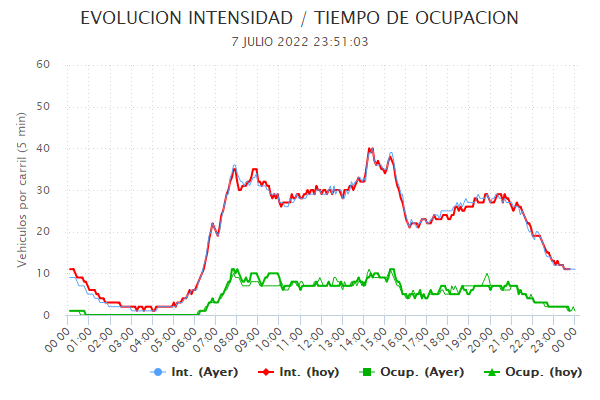 EVOLUCION INTENSIDAD / TIEMPO DE OCUPACION
7 JULIO 2022 23:51:03
Vehiculos por carril (5 min)
60
50
40
30
20
10
0
00:00 01:00 02:00 03:00 04:00 05:00 06:00 07:00 08:00 09:00 10:00 11:00 12:00 13:00 14:00 15:00 16:00 17:00 18:00 19:00 20:00 21:00 22:00 23:00 00:00
Int. (Ayer) Int. (hoy) Ocup. (Ayer) Ocup. (hoy)